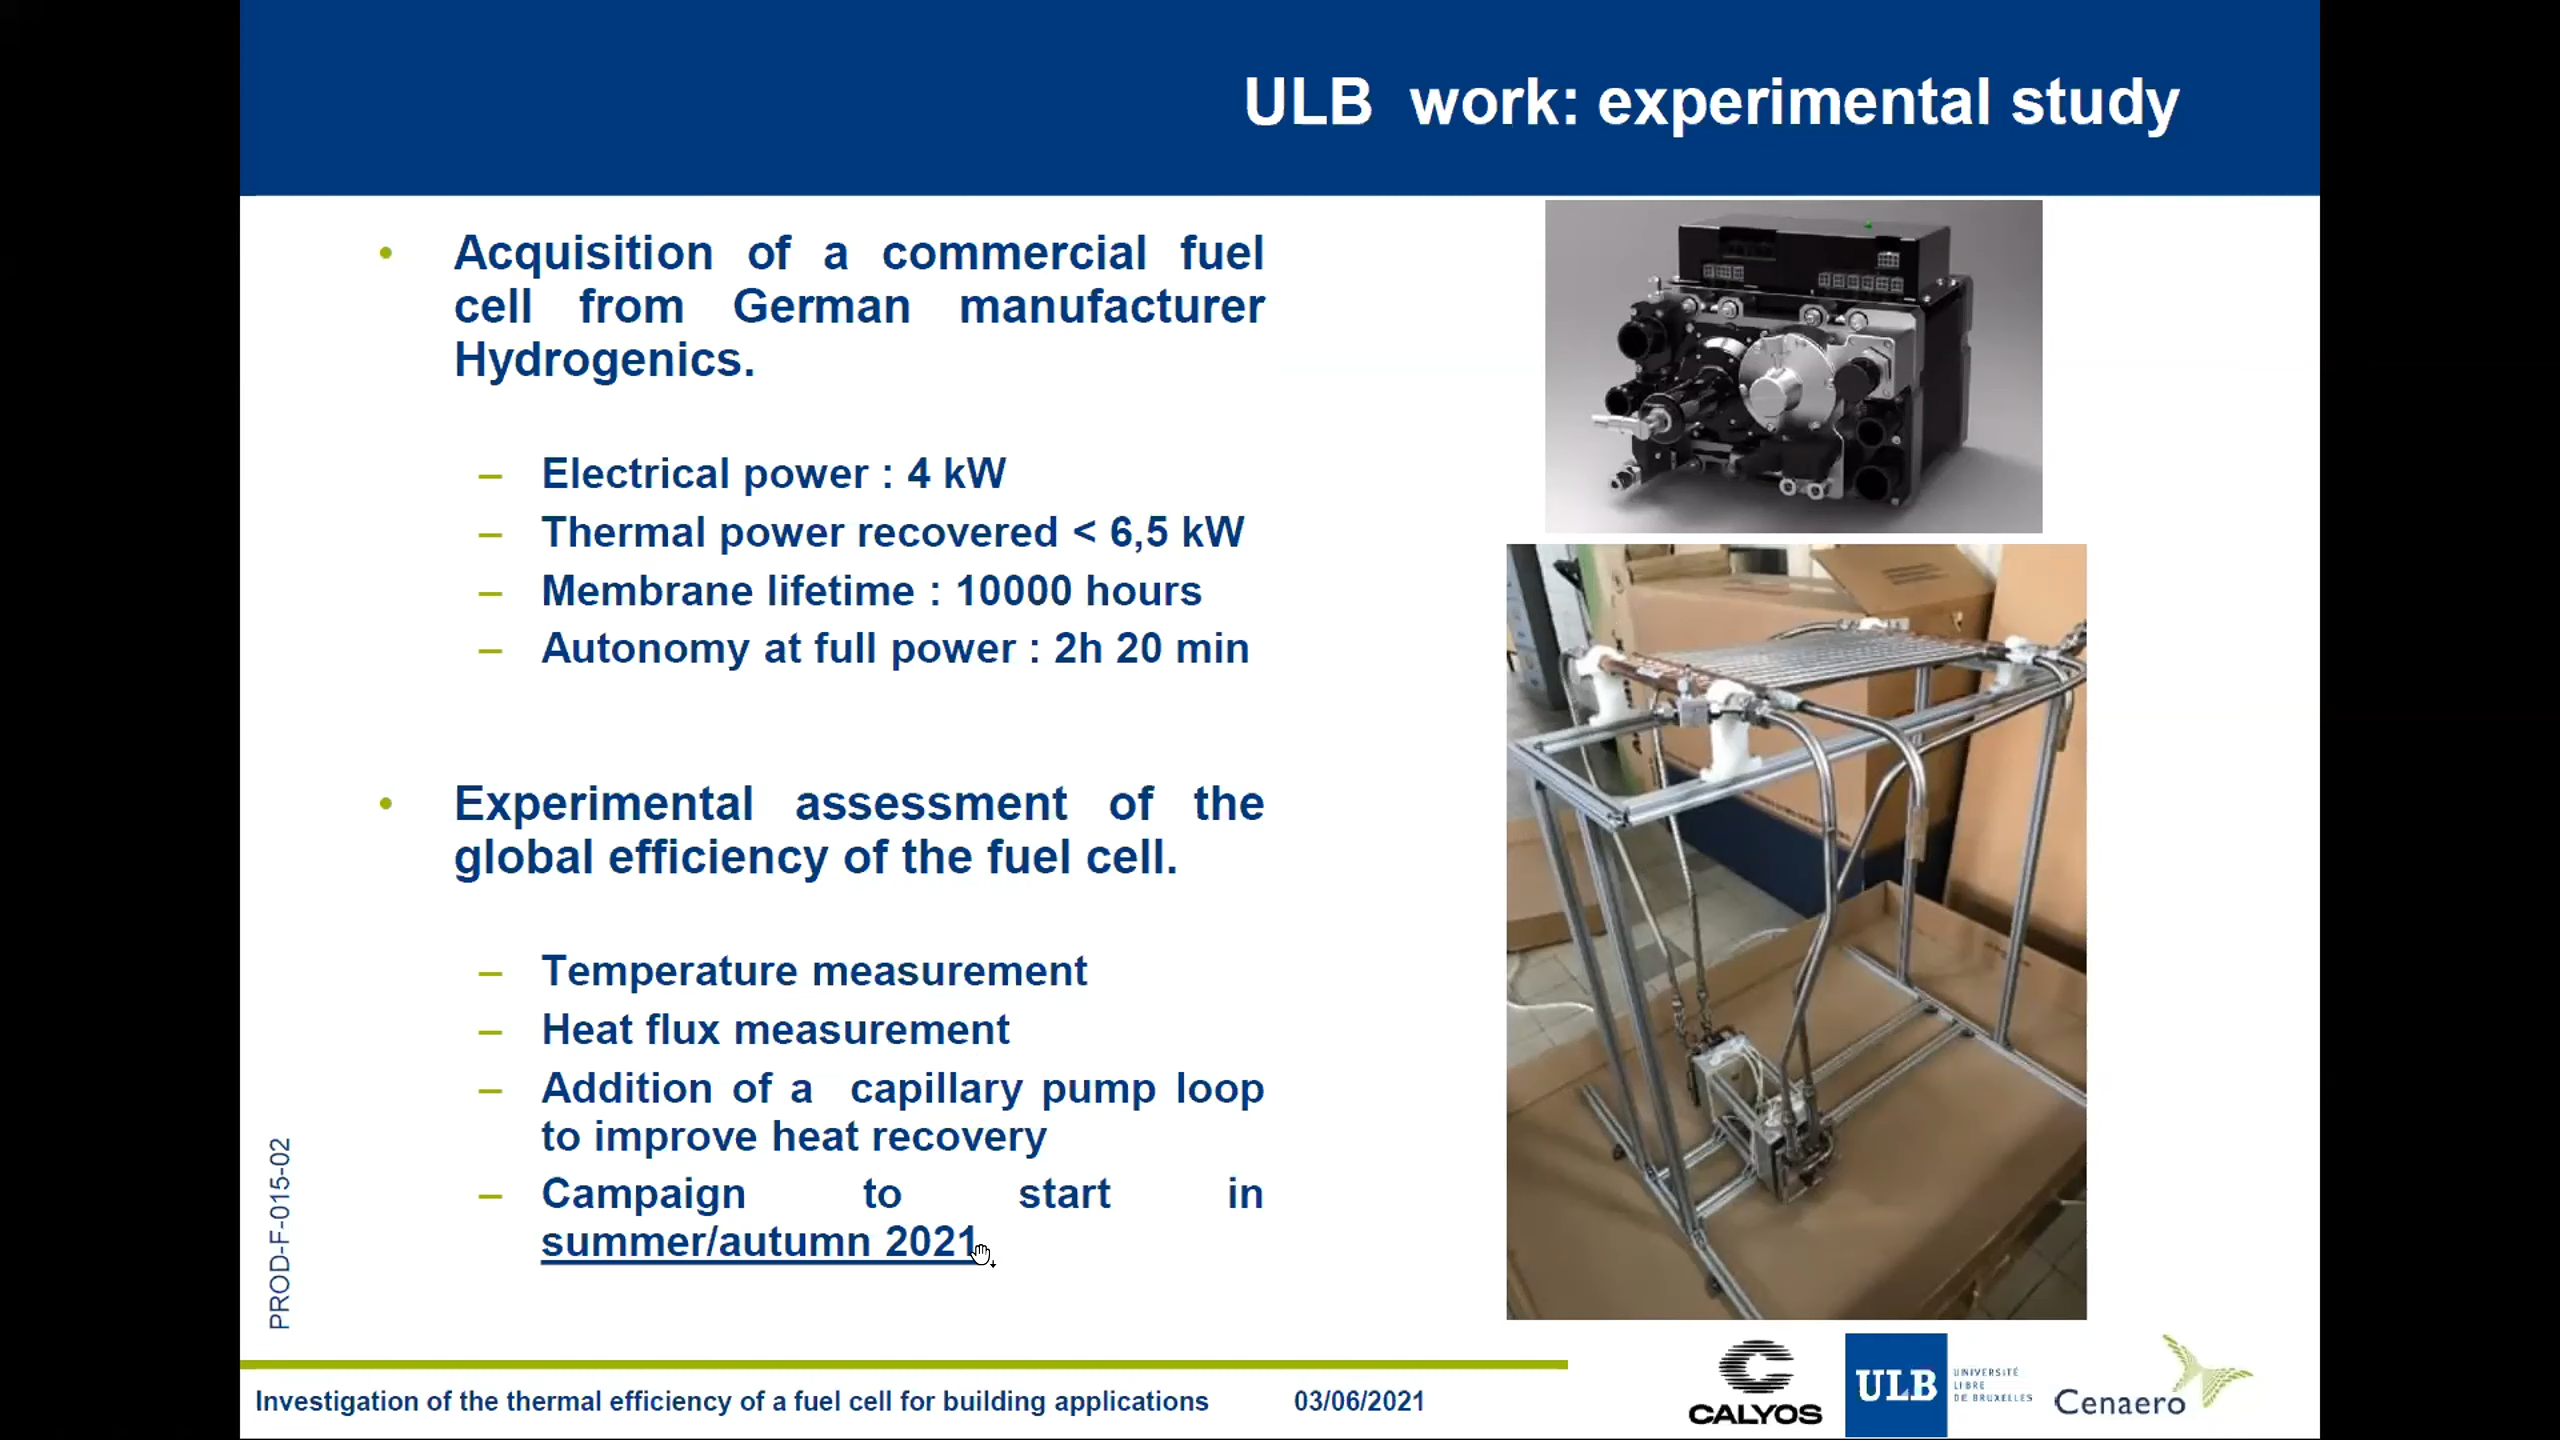 ULB work: experimental study
• Acquisition of a commercial fuel
cell from German manufacturer
Hydrogenics.
– Electrical power : 4 kW
– Thermal power recovered < 6,5 kW
– Membrane lifetime : 10000 hours
– Autonomy at full power : 2h 20 min
• Experimental assessment of the
global efficiency of the fuel cell.
– Temperature measurement
– Heat flux measurement
– Addition of a capillary pump loop
to improve heat recovery
– Campaign to start in
summer/autumn 2021
PROD-F-015-02
Investigation of the thermal efficiency of a fuel cell for building applications 03/06/2021
CALYOS
ULB
UNIVERSITÉ
LIBRE
DE BRUXELLES
Cenaero